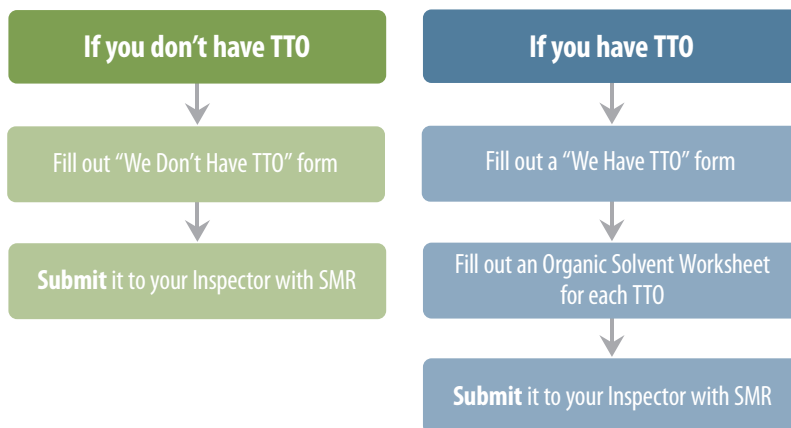 If you don't have TTO
Fill out “We Don't Have TTO” form
Submit it to your Inspector with SMR
If you have TTO
Fill out a “We Have TTO” form
Fill out an Organic Solvent Worksheet
for each TTO
Submit it to your Inspector with SMR